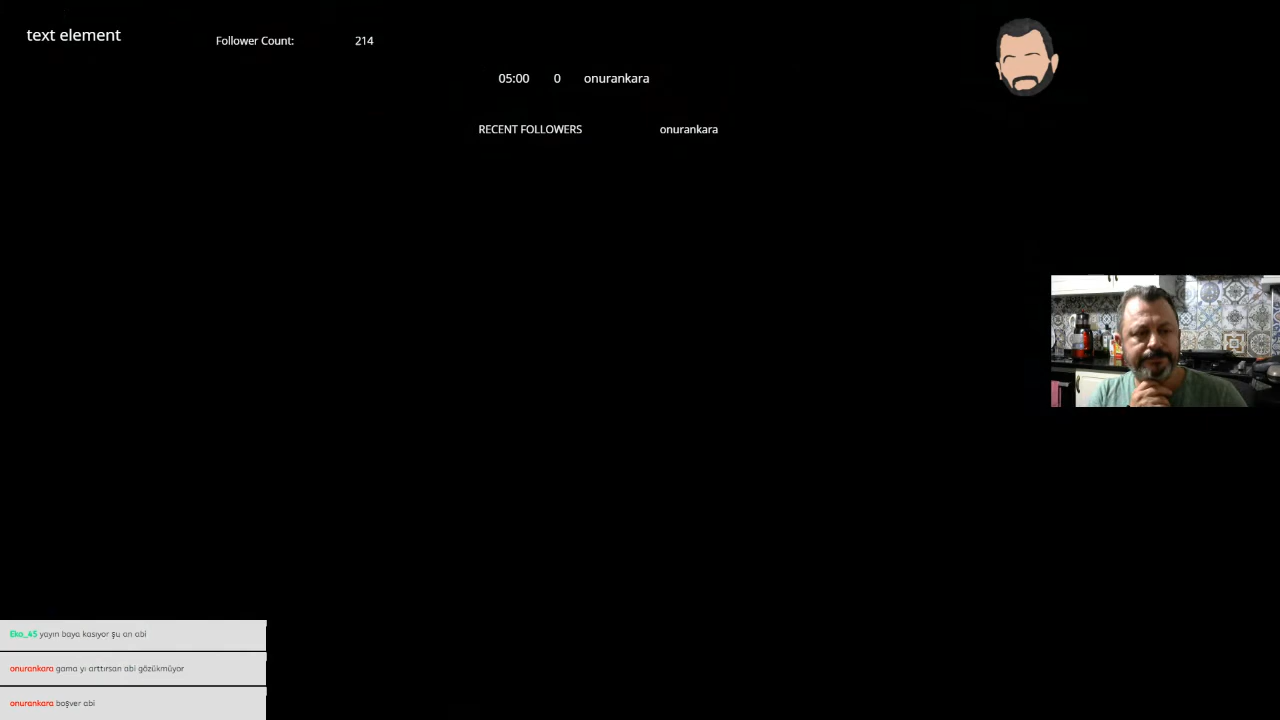 text element
Follower Count: 214
05:00 0 onurankara
RECENT FOLLOWERS onurankara
Eko_45 yayın baya kasıyor şu an abi
onurankara gama yı arttırsan abi gözükmüyor
onurankara boşver abi